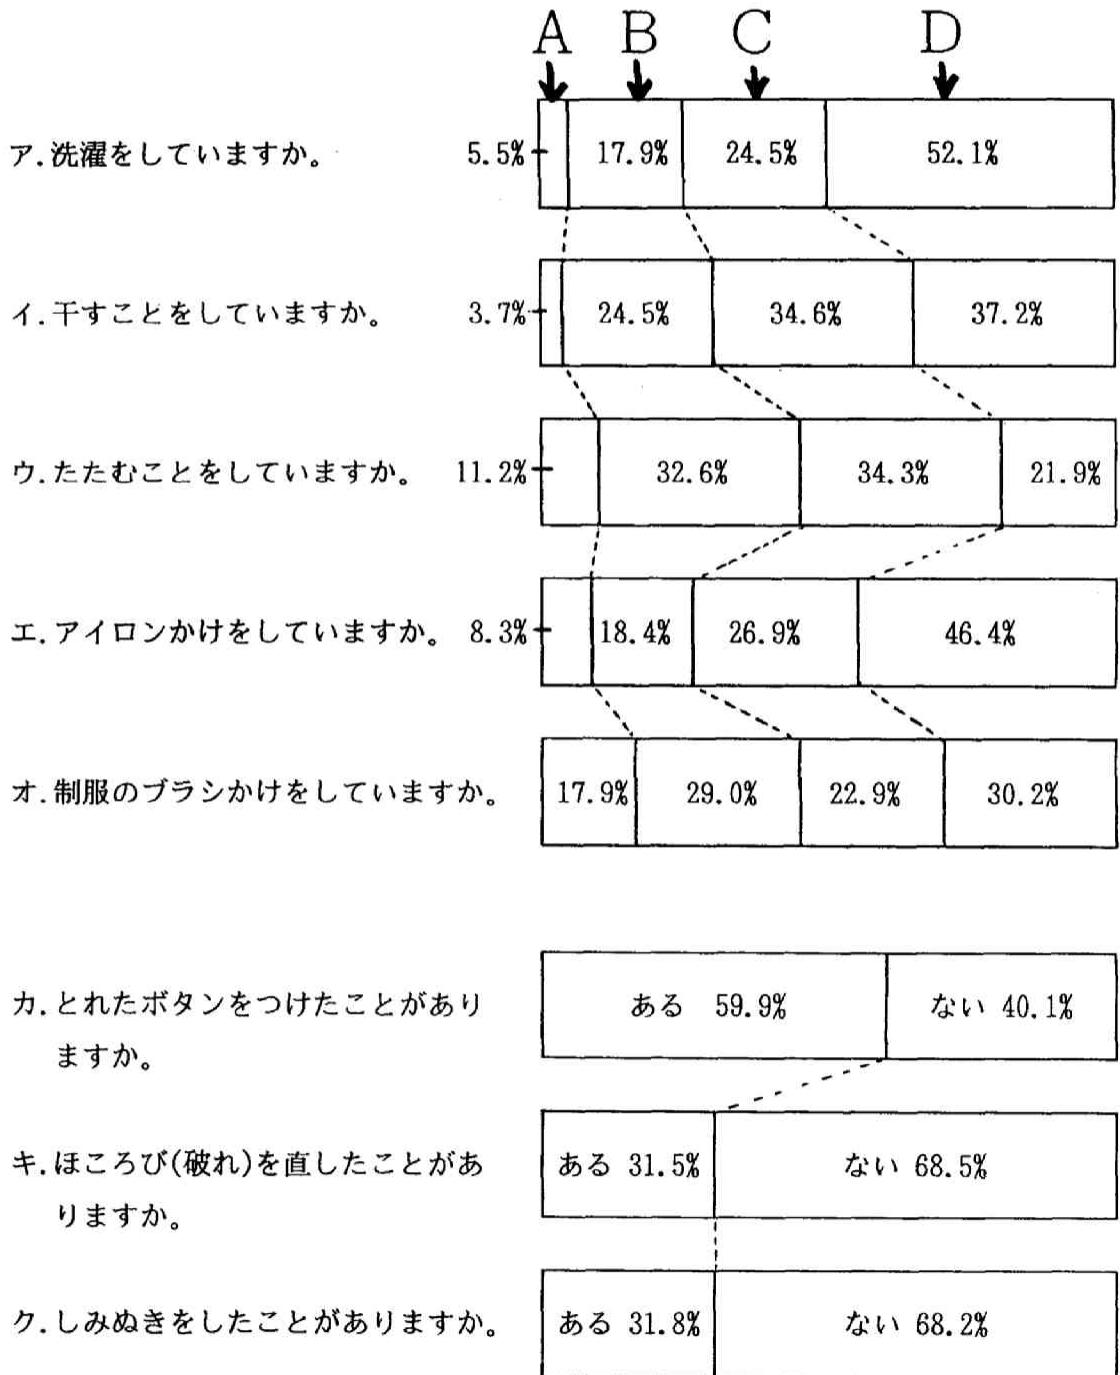 A B C D
ア.洗濯をしていますか。 5.5% 17.9% 24.5% 52.1%
イ.干すことをしていますか。 3.7% 24.5% 34.6% 37.2%
ウ.たたむことをしていますか。 11.2% 32.6% 34.3% 21.9%
エ.アイロンかけをしていますか。 8.3% 18.4% 26.9% 46.4%
オ.制服のブラシかけをしていますか。 17.9% 29.0% 22.9% 30.2%
カ.とれたボタンをつけたことがあり ある 59.9% ない 40.1%
ますか。
キ.ほころび(破れ)を直したことがあ ある 31.5% ない 68.5%
りますか。
ク.しみぬきをしたことがありますか。 ある 31.8% ない 68.2%